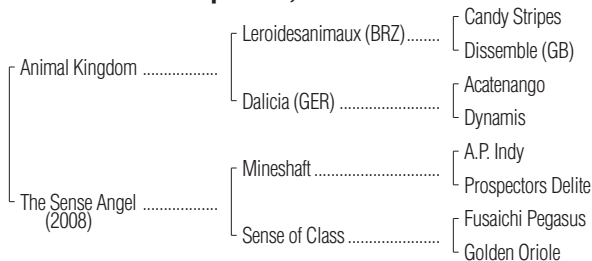 Candy Stripes
Leroidesanimaux (BRZ)........
Dissemble (GB)
Animal Kingdom ..................
Acatenango
Dalicia (GER) ........................
Dynamis
A.P. Indy
Mineshaft ..............................
Prospectors Delite
The Sense Angel ..................
(2008)
Fusaichi Pegasus
Sense of Class ......................
Golden Oriole